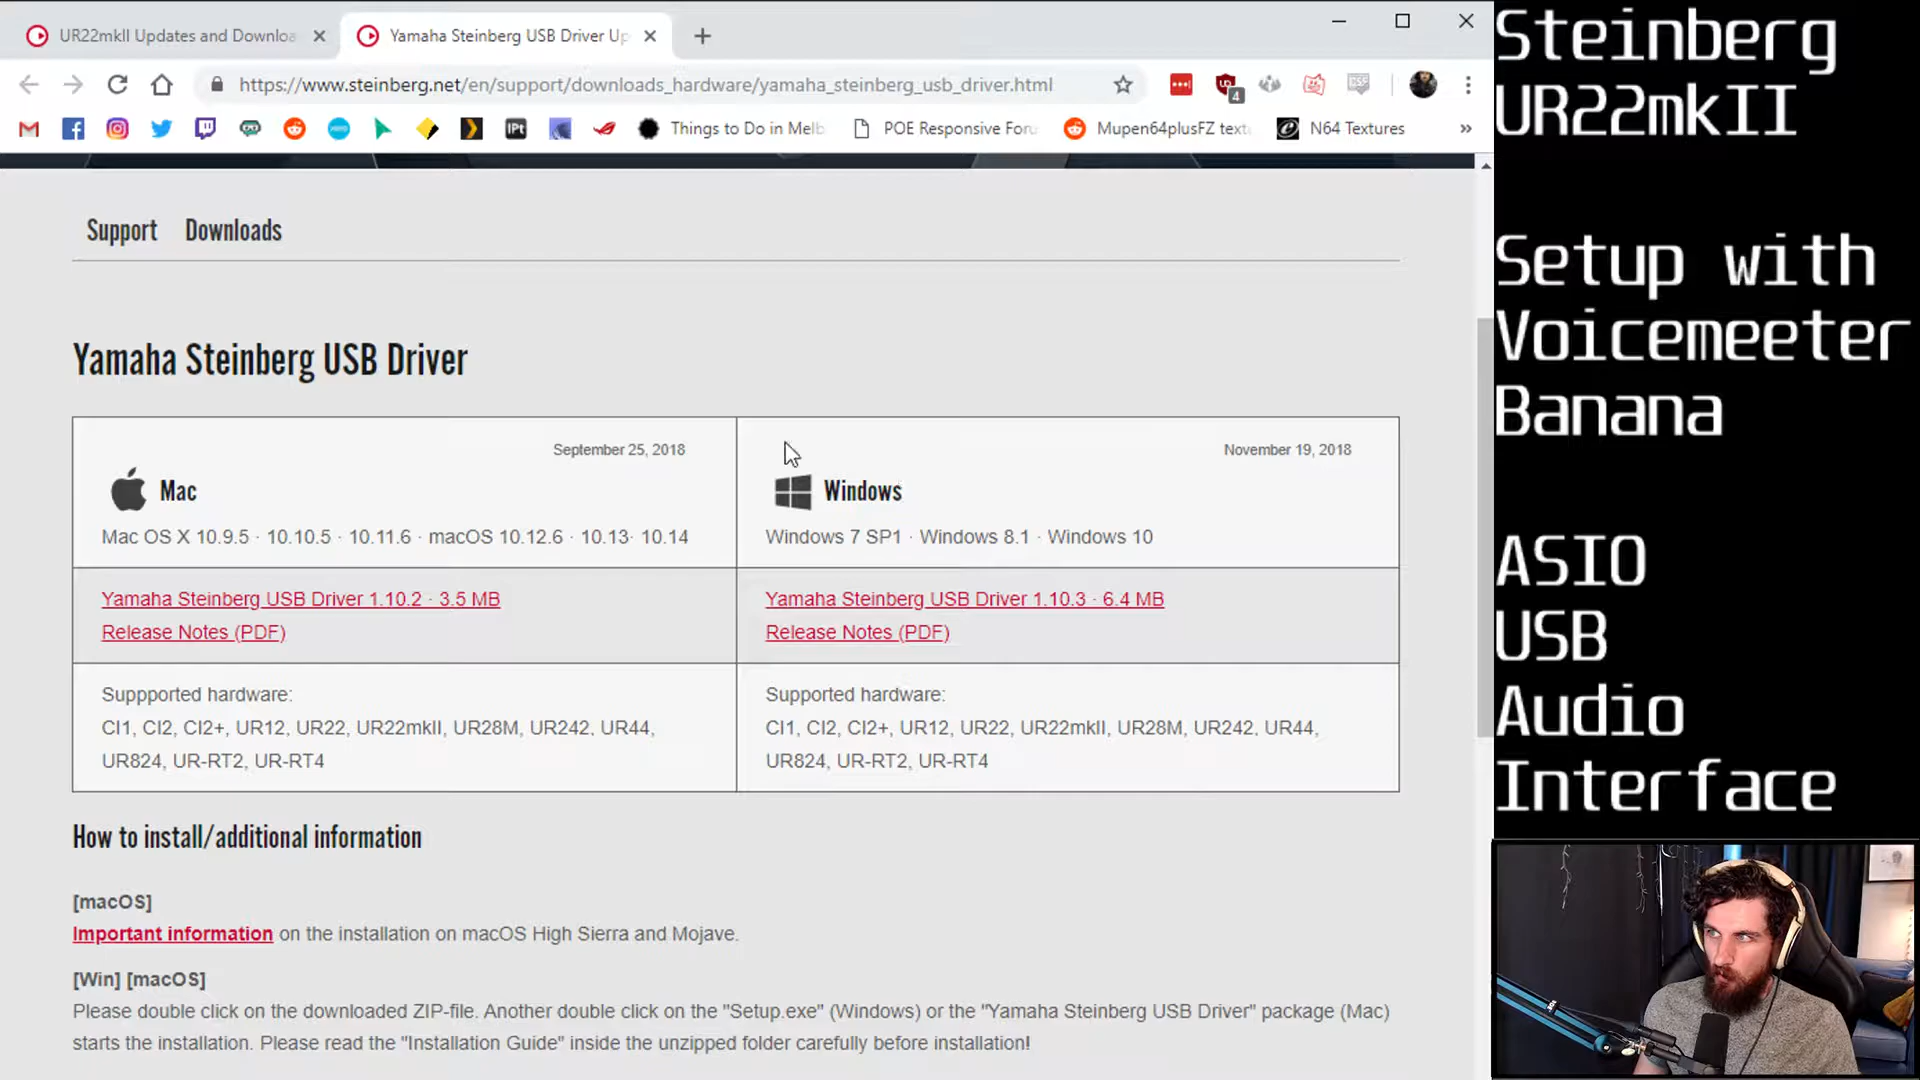 UR22mkII Updates and Downloa
Yamaha Steinberg USB Driver Up
https://www.steinberg.net/en/support/downloads_hardware/yamaha_steinberg_usb_driver.html
4
Things to Do in Melb
POE Responsive Foru
Mupen64plusFZ text
N64 Textures
Support
Downloads
Yamaha Steinberg USB Driver
September 25, 2018
Mac
Mac OS X 10.9.5 · 10.10.5 · 10.11.6 · macOS 10.12.6 · 10.13· 10.14
Yamaha Steinberg USB Driver 1.10.2 · 3.5 MB
Release Notes (PDF)
Suppported hardware:
CI1, CI2, CI2+, UR12, UR22, UR22mkII, UR28M, UR242, UR44,
UR824, UR-RT2, UR-RT4
November 19, 2018
Windows
Windows 7 SP1 · Windows 8.1 · Windows 10
Yamaha Steinberg USB Driver 1.10.3 · 6.4 MB
Release Notes (PDF)
Supported hardware:
CI1, CI2, CI2+, UR12, UR22, UR22mkII, UR28M, UR242, UR44,
UR824, UR-RT2, UR-RT4
How to install/additional information
[macOS]
Important information on the installation on macOS High Sierra and Mojave.
[Win] [macOS]
Please double click on the downloaded ZIP-file. Another double click on the "Setup.exe" (Windows) or the "Yamaha Steinberg USB Driver" package (Mac)
starts the installation. Please read the "Installation Guide" inside the unzipped folder carefully before installation!
Steinberg
UR22mkII
Setup with
Voicemeeter
Banana
ASIO
USB
Audio
Interface